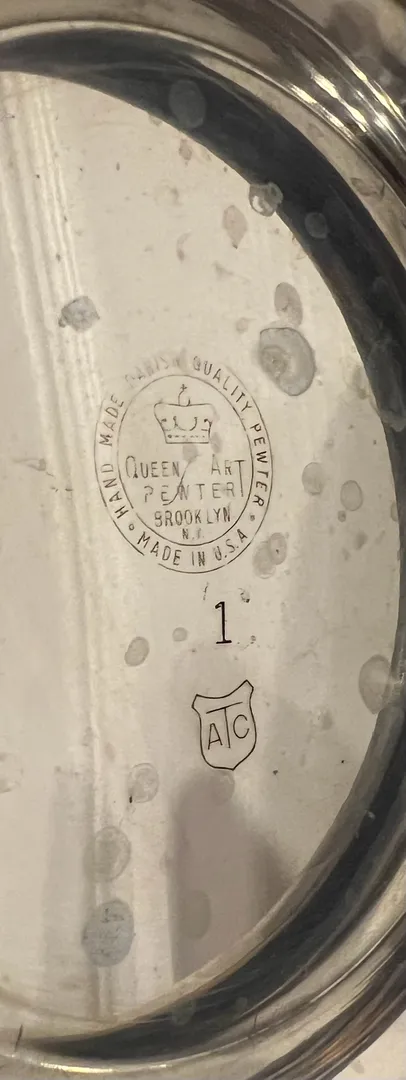 HAND MADE DANISH QUALITY PEWTER
QUEEN ART
PEWTER
BROOKLYN
N.Y.
• MADE IN U.S.A •
1
ATC